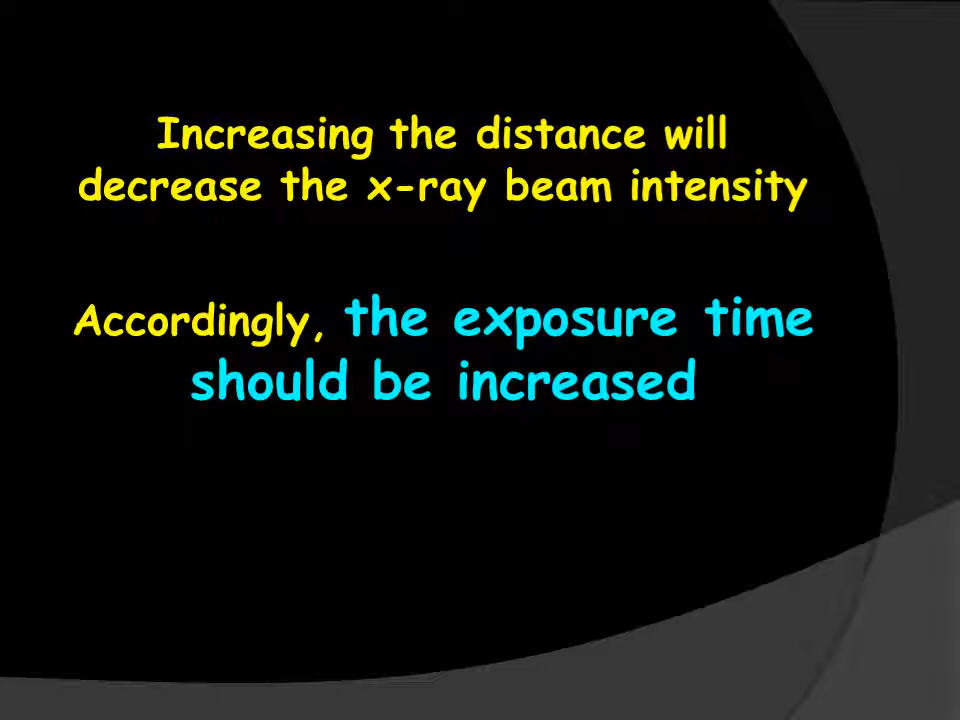 Increasing the distance will
decrease the x-ray beam intensity
Accordingly, the exposure time
should be increased